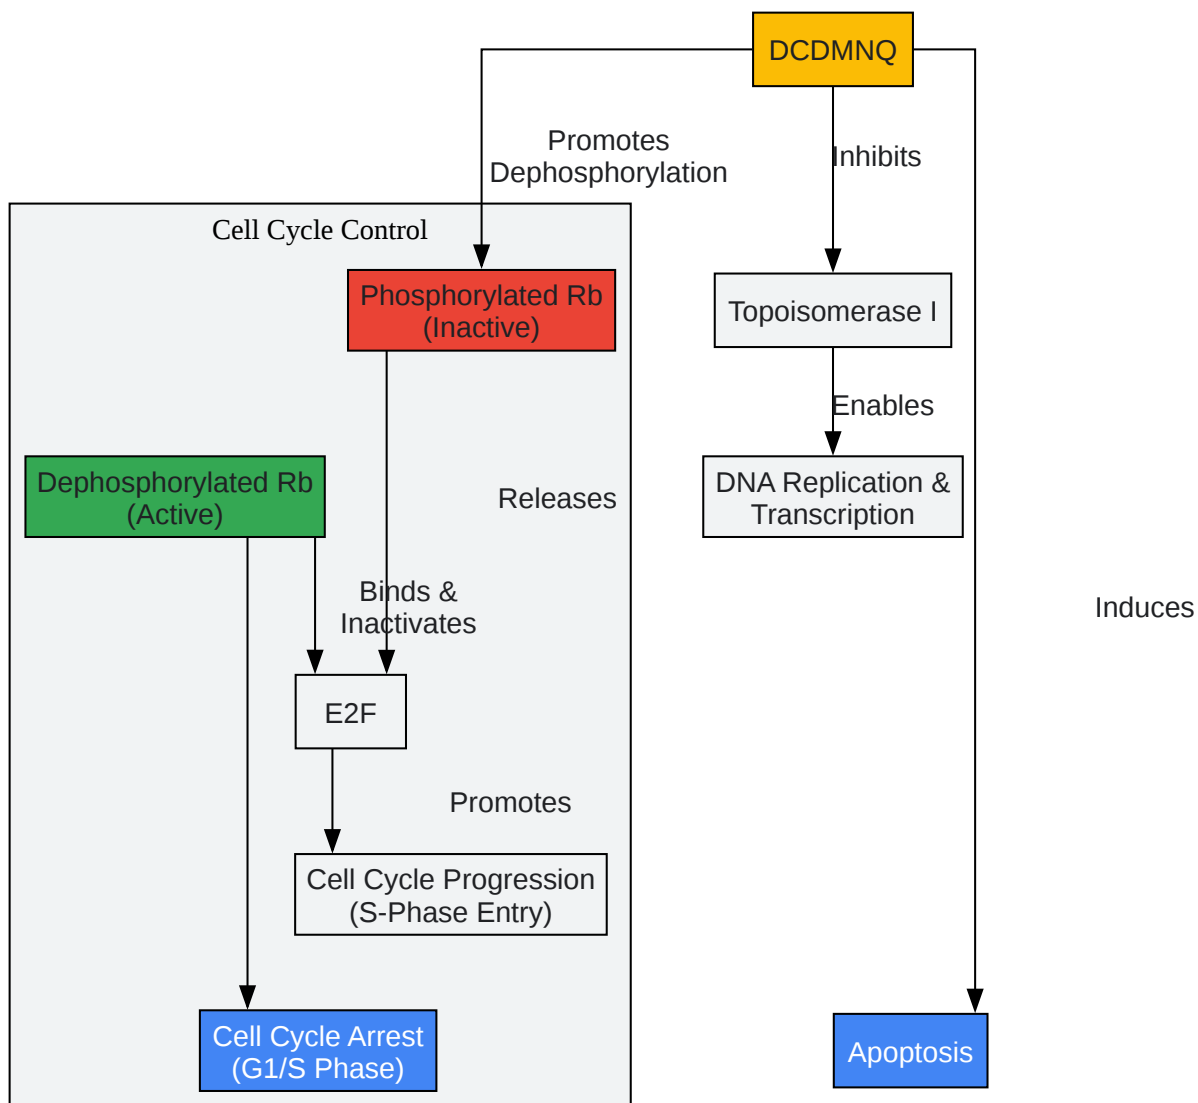 DCDMNQ
Promotes
Dephosphorylation
Inhibits
Cell Cycle Control
Phosphorylated Rb
(Inactive)
Topoisomerase I
Enables
Dephosphorylated Rb
(Active)
Releases
DNA Replication &
Transcription
Binds &
Inactivates
Induces
E2F
Promotes
Cell Cycle Progression
(S-Phase Entry)
Cell Cycle Arrest
(G1/S Phase)
Apoptosis